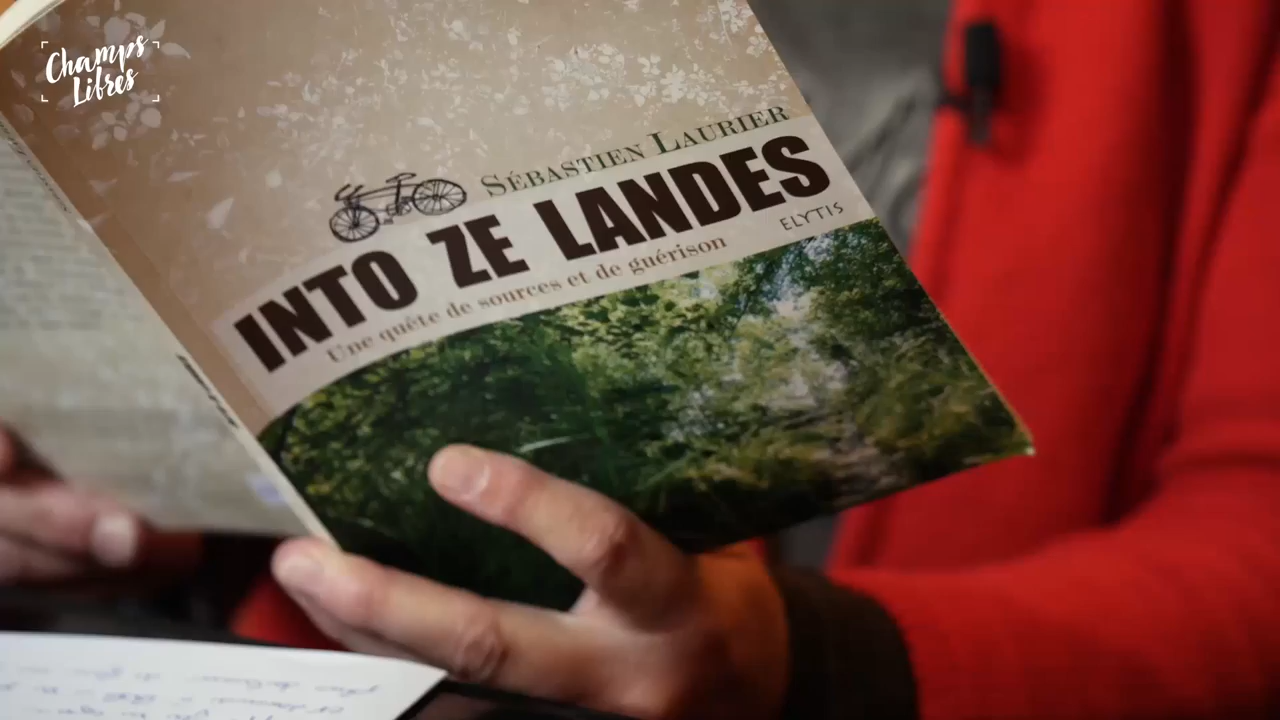 Champs
Libres
SÉBASTIEN LAURIER
INTO ZE LANDES
ELYTIS
Une quête de sources et de guérison